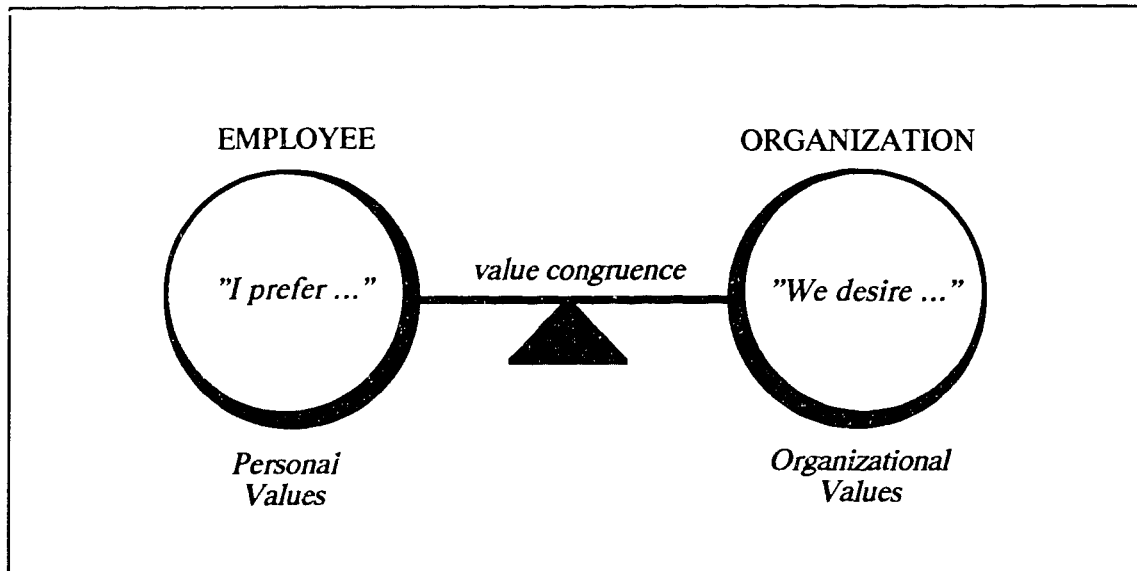 EMPLOYEE
ORGANIZATION
"I prefer ..."
value congruence
"We desire ..."
Personai
Values
Organizational
Values